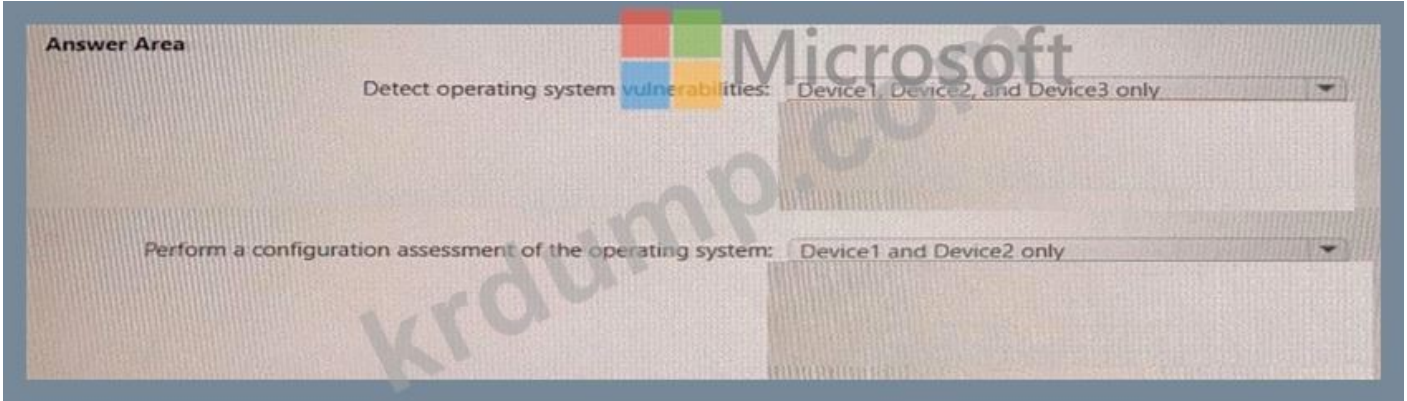 Answer Area
Microsoft
Detect operating system vulnerabilities: Device1, Device2, and Device3 only
Perform a configuration assessment of the operating system: Device1 and Device2 only
krdump.com